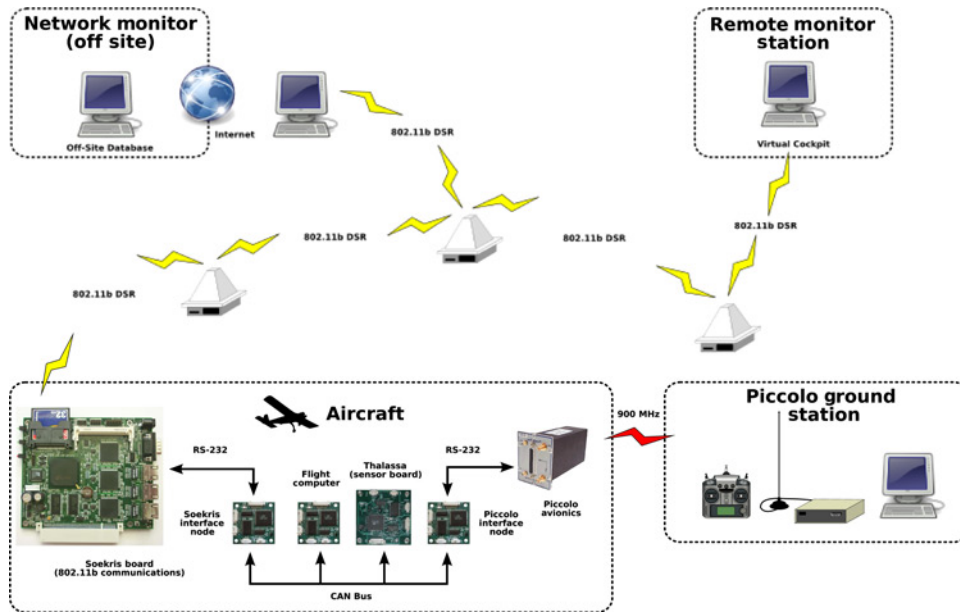 Network monitor
(off site)
Off-Site Database
Internet
Remote monitor
station
Virtual Cockpit
802.11b DSR
802.11b DSR
802.11b DSR
802.11b DSR
802.11b DSR
Aircraft
RS-232
Soekris board
(802.11b communications)
Soekris
interface
node
Flight
computer
Thalassa
(sensor board)
RS-232
Piccolo
interface
node
Piccolo
avionics
CAN Bus
900 MHz
Piccolo ground
station